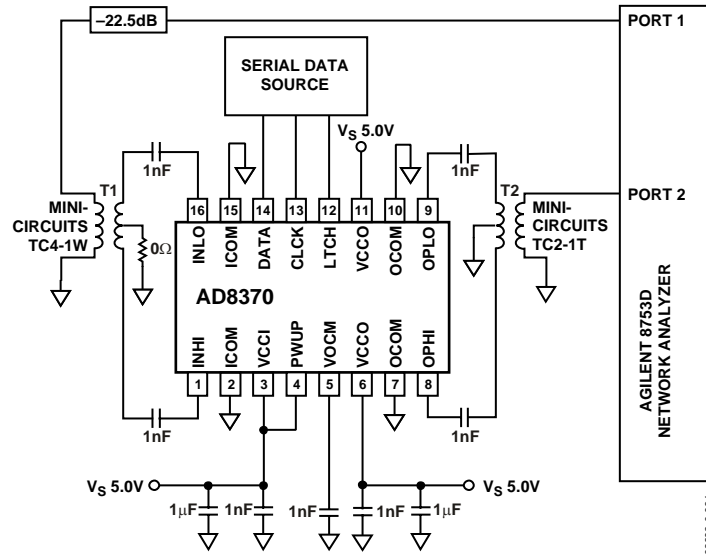 –22.5dB
PORT 1
SERIAL DATA
SOURCE
VS 5.0V
1nF
1nF
T1
T2
PORT 2
MINI-
CIRCUITS
TC4-1W
0Ω
MINI-
CIRCUITS
TC2-1T
16
15
14
13
12
11
10
9
INLO
ICOM
DATA
CLCK
LTCH
VCCO
OCOM
OPLO
AD8370
INHI
ICOM
VCCI
PWUP
VOCM
VCCO
OCOM
OPHI
1
2
3
4
5
6
7
8
1nF
1nF
AGILENT 8753D
NETWORK ANALYZER
VS 5.0V
VS 5.0V
1μF
1nF
1nF
1nF
1μF